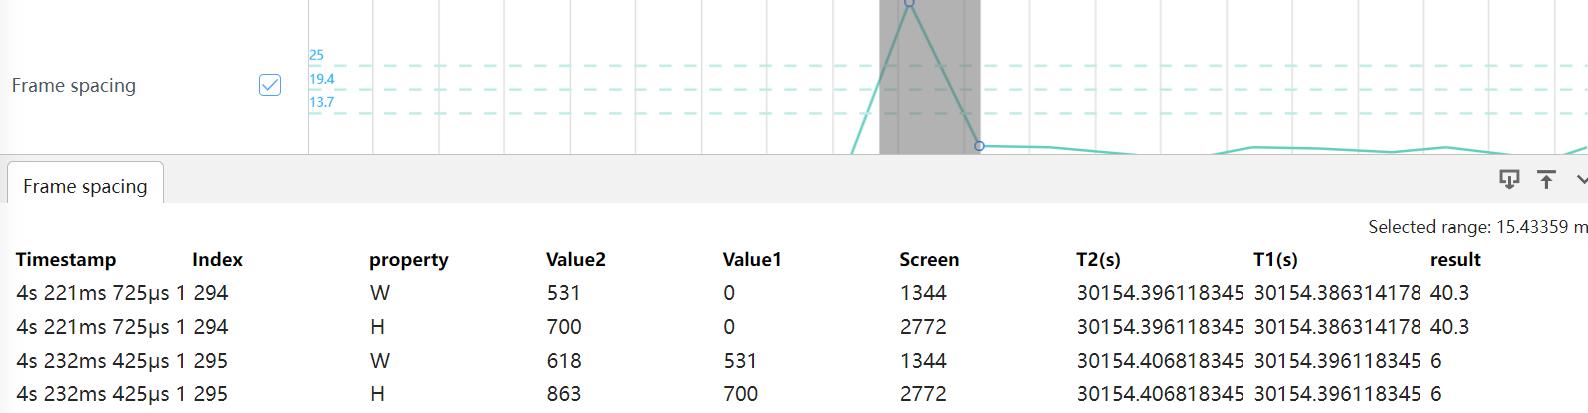 25
Frame spacing
19.4
13.7
Frame spacing
Selected range: 15.43359 m
Timestamp Index property Value2 Value1 Screen T2(s) T1(s) result
4s 221ms 725μs 1 294 W 531 0 1344 30154.396118345 30154.386314178 40.3
4s 221ms 725μs 1 294 H 700 0 2772 30154.396118345 30154.386314178 40.3
4s 232ms 425μs 1 295 W 618 531 1344 30154.406818345 30154.396118345 6
4s 232ms 425μs 1 295 H 863 700 2772 30154.406818345 30154.396118345 6